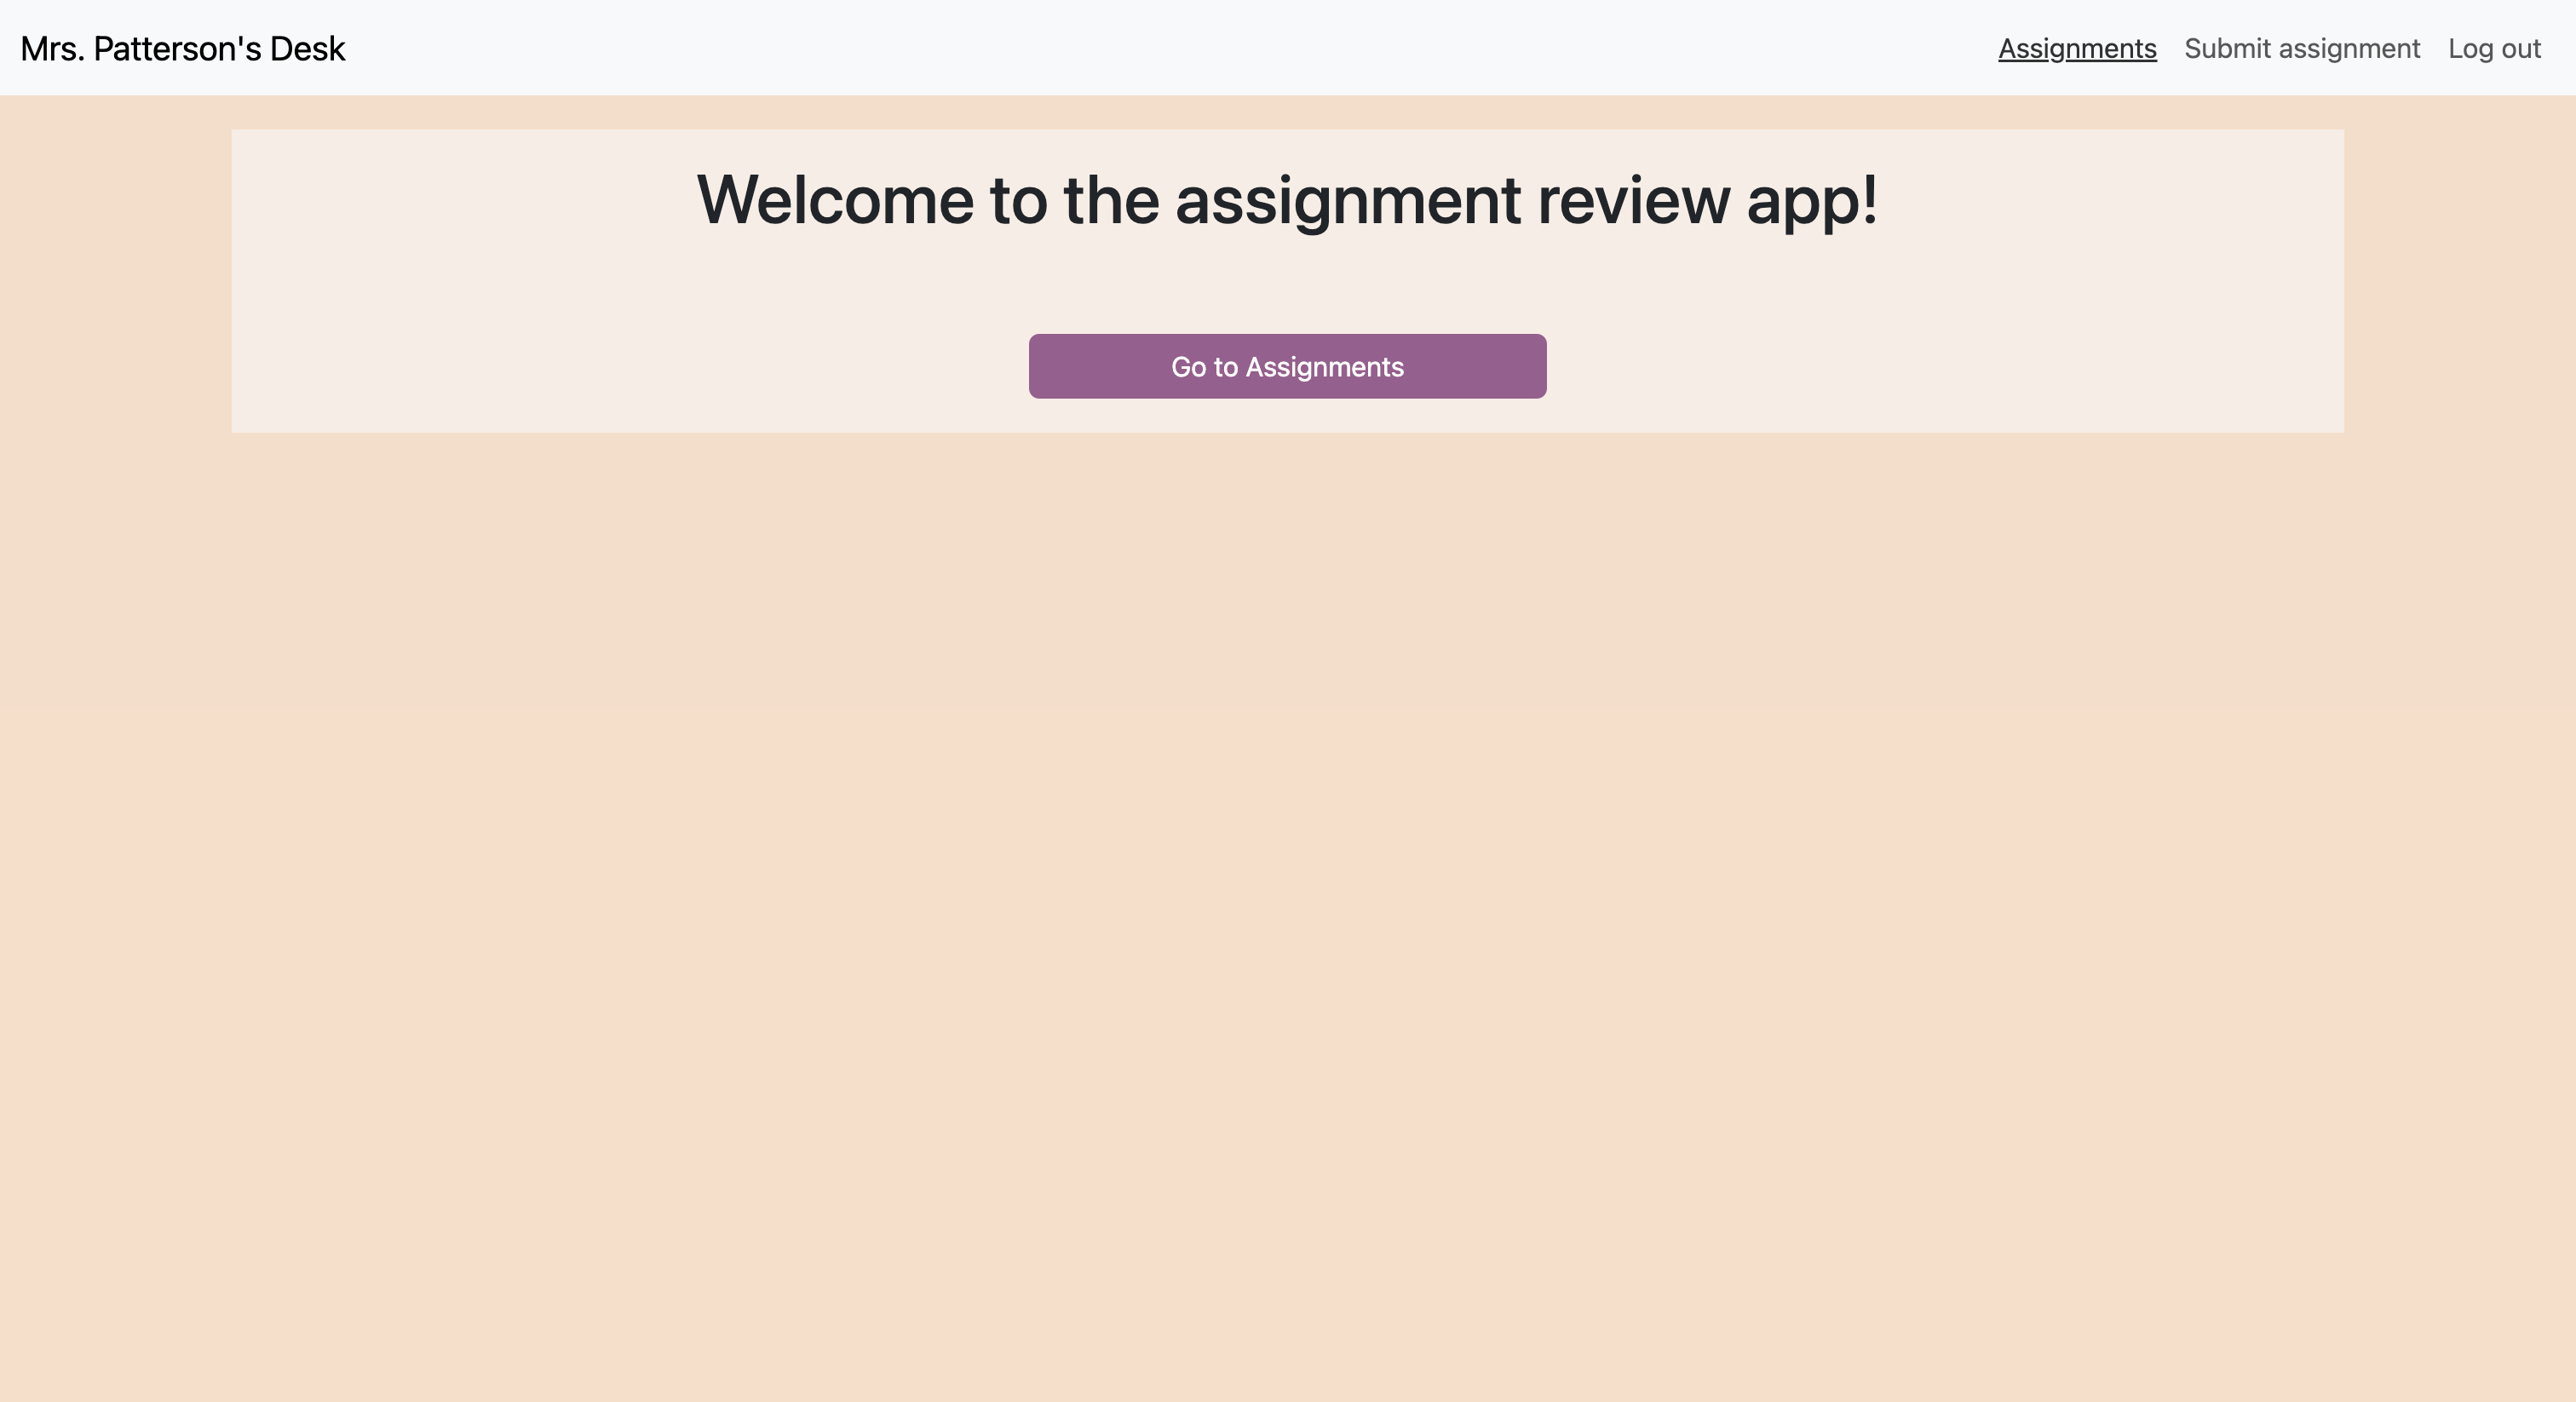 Mrs. Patterson's Desk
Assignments Submit assignment Log out
Welcome to the assignment review app!
Go to Assignments